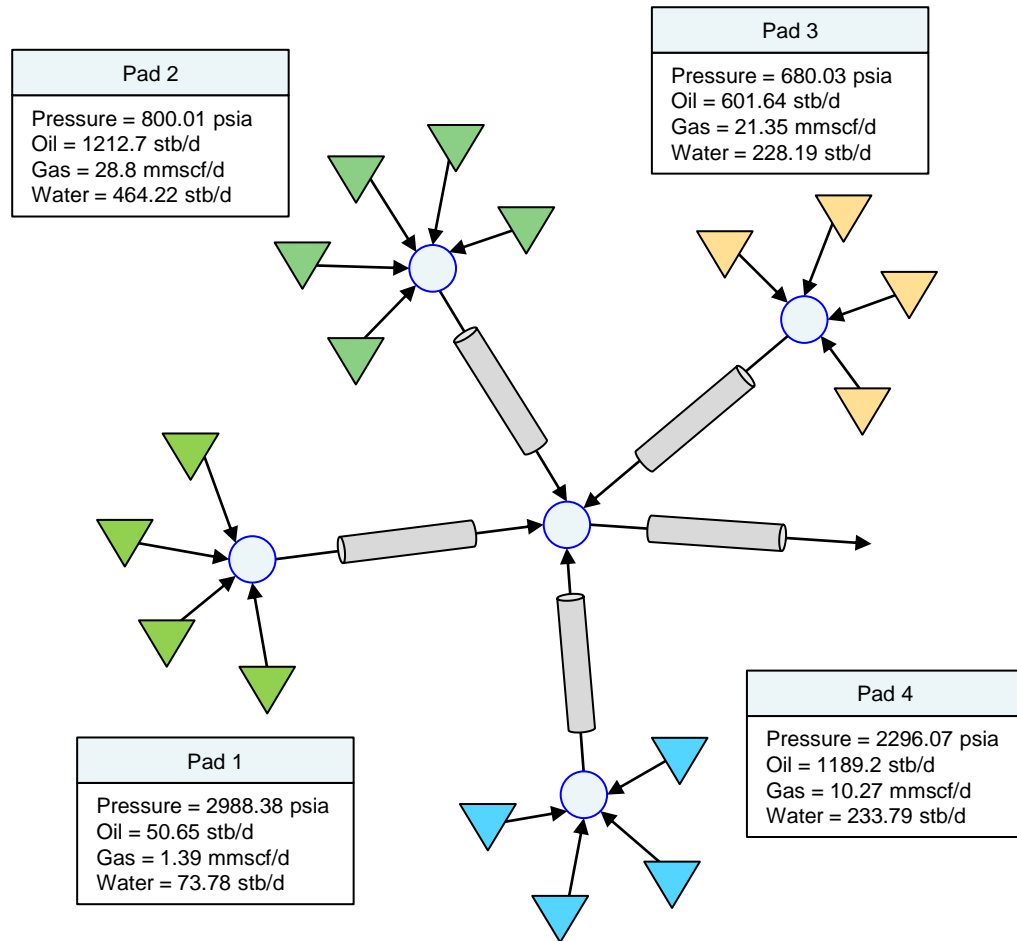 Pad 3
Pressure = 680.03 psia
Oil = 601.64 stb/d
Gas = 21.35 mmscf/d
Water = 228.19 stb/d
Pad 2
Pressure = 800.01 psia
Oil = 1212.7 stb/d
Gas = 28.8 mmscf/d
Water = 464.22 stb/d
Pad 4
Pressure = 2296.07 psia
Oil = 1189.2 stb/d
Gas = 10.27 mmscf/d
Water = 233.79 stb/d
Pad 1
Pressure = 2988.38 psia
Oil = 50.65 stb/d
Gas = 1.39 mmscf/d
Water = 73.78 stb/d